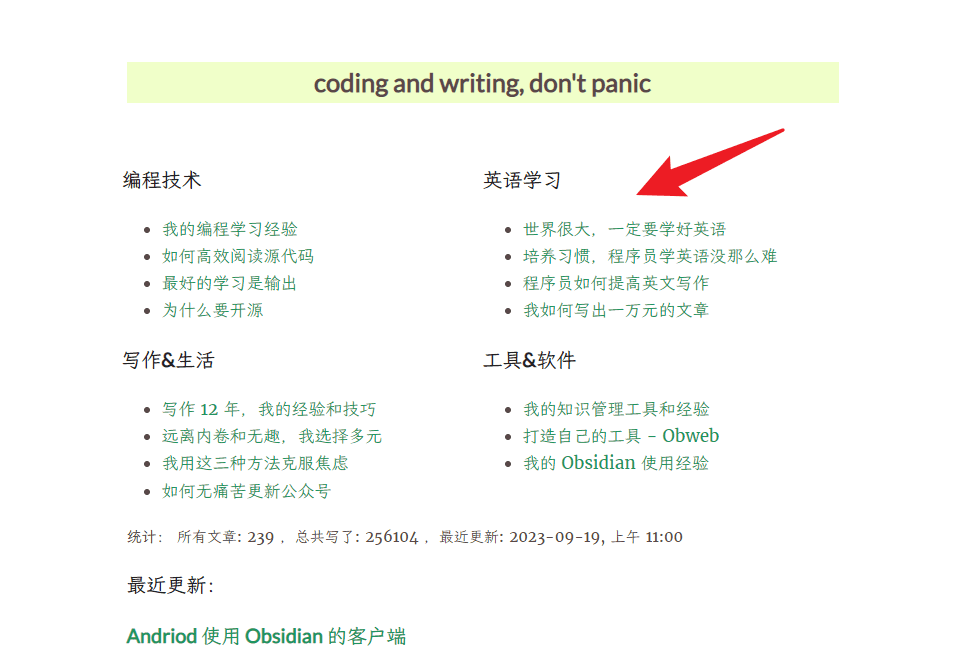 coding and writing, don't panic
编程技术
我的编程学习经验
如何高效阅读源代码
最好的学习是输出
为什么要开源
英语学习
世界很大，一定要学好英语
培养习惯，程序员学英语没那么难
程序员如何提高英文写作
我如何写出一万元的文章
写作&生活
写作 12 年，我的经验和技巧
远离内卷和无趣，我选择多元
我用这三种方法克服焦虑
如何无痛苦更新公众号
工具&软件
我的知识管理工具和经验
打造自己的工具 - Obweb
我的 Obsidian 使用经验
统计： 所有文章: 239 ，总共写了: 256104 ，最近更新: 2023-09-19, 上午 11:00
最近更新：
Andriod 使用 Obsidian 的客户端